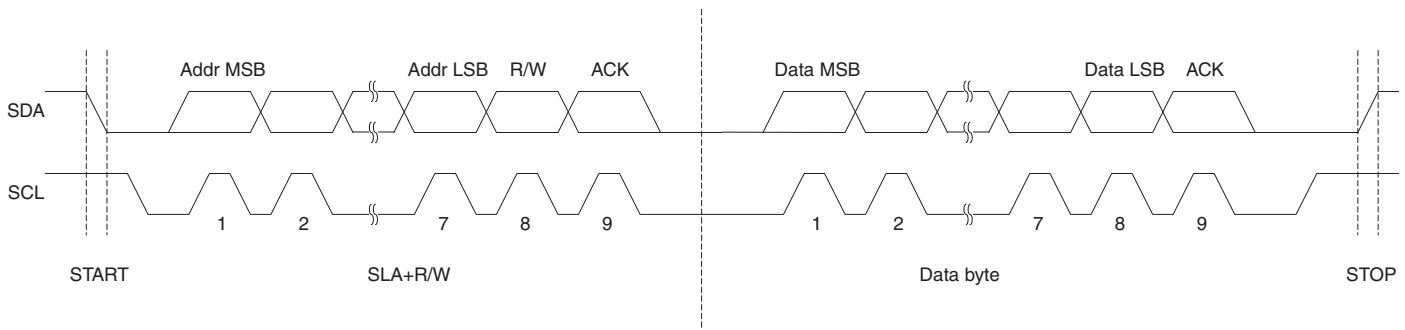 Addr MSB Addr LSB R/W ACK Data MSB Data LSB ACK
SDA
SCL
1 2 7 8 9 1 2 7 8 9
START SLA+R/W Data byte STOP